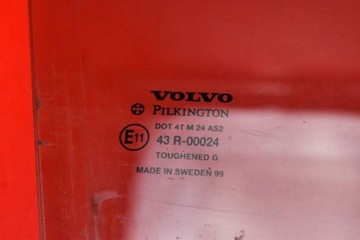 VOLVO
PILKINGTON
DOT 41 M 24 AS2
E11 43 R-00024
TOUGHENED G
MADE IN SWEDEN 99